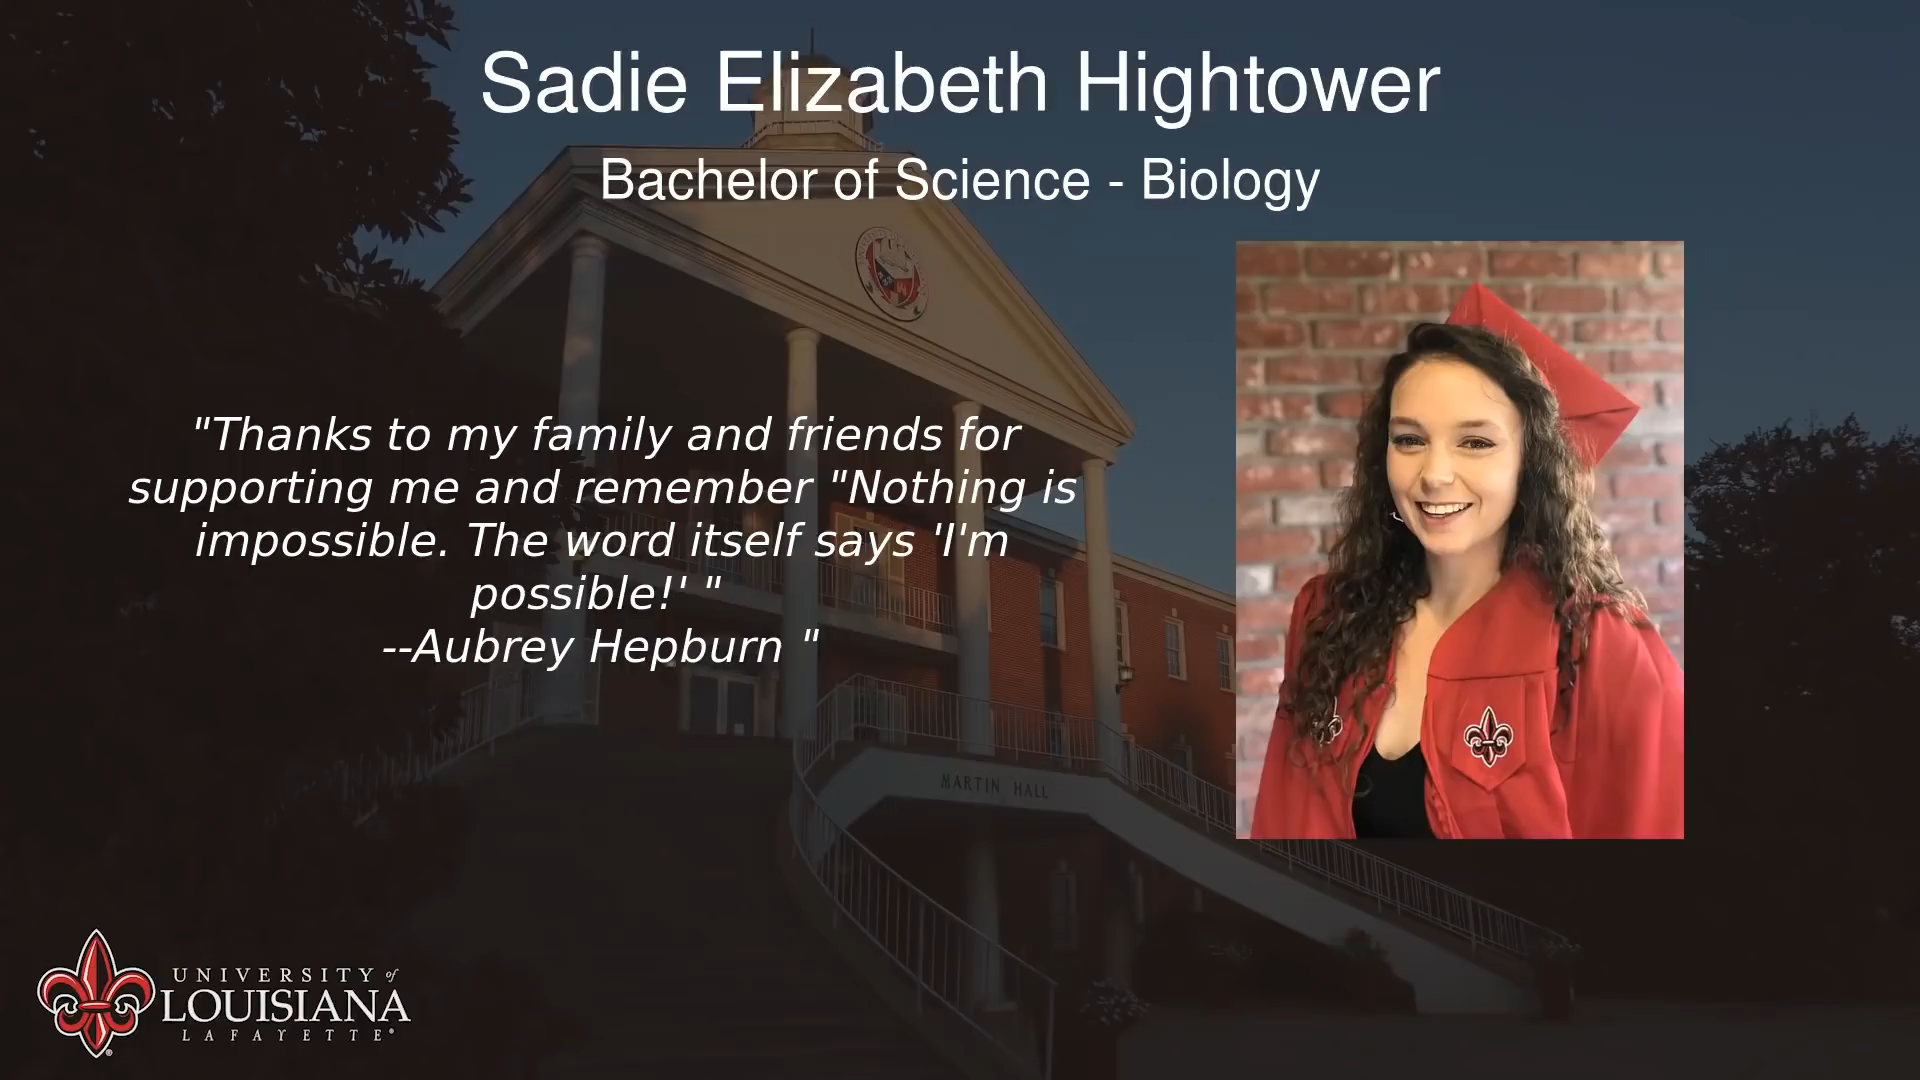 Sadie Elizabeth Hightower
Bachelor of Science - Biology
"Thanks to my family and friends for
supporting me and remember "Nothing is
impossible. The word itself says 'I'm
possible!' "
--Aubrey Hepburn "
MARTIN HALL
UNIVERSITY of
LOUISIANA
LAFAYETTE®